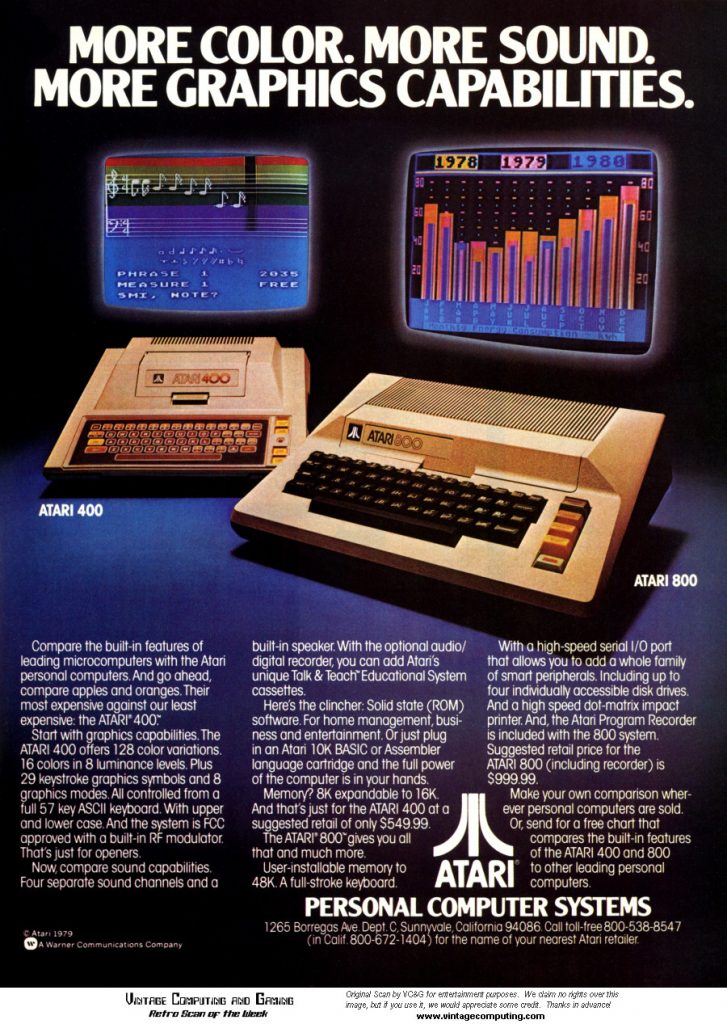 MORE COLOR. MORE SOUND.
MORE GRAPHICS CAPABILITIES.
PHRASE 1 2035
MEASURE 1 FREE
SMI, NOTE?
1978 1979 1980
80 80
60 60
40 40
20 20
Monthly Energy Consumption - kwh
ATARI 400
ATARI 800
ATARI 400
ATARI 800
Compare the built-in features of
leading microcomputers with the Atari
personal computers. And go ahead,
compare apples and oranges. Their
most expensive against our least
expensive: the ATARI® 400.™
Start with graphics capabilities. The
ATARI 400 offers 128 color variations.
16 colors in 8 luminence levels. Plus
29 keystroke graphics symbols and 8
graphics modes. All controlled from a
full 57 key ASCII keyboard. With upper
and lower case. And the system is FCC
approved with a built-in RF modulator.
That's just for openers.
Now, compare sound capabilities.
Four separate sound channels and a
built-in speaker. With the optional audio/
digital recorder, you can add Atari's
unique Talk & Teach™ Educational System
cassettes.
Here's the clincher: Solid state (ROM)
software. For home management, busi-
ness and entertainment. Or just plug
in an Atari 10K BASIC or Assembler
language cartridge and the full power
of the computer is in your hands.
Memory? 8K expandable to 16K.
And that's just for the ATARI 400 at a
suggested retail of only $549.99.
The ATARI® 800™ gives you all
that and much more.
User-installable memory to
48K. A full-stroke keyboard.
With a high-speed serial I/O port
that allows you to add a whole family
of smart peripherals. Including up to
four individually accessible disk drives.
And a high speed dot-matrix impact
printer. And, the Atari Program Recorder
is included with the 800 system.
Suggested retail price for the
ATARI 800 (including recorder) is
$999.99.
Make your own comparison wher-
ever personal computers are sold.
Or, send for a free chart that
compares the built-in features
of the ATARI 400 and 800
to other leading personal
computers.
ATARI®
PERSONAL COMPUTER SYSTEMS
1265 Borregas Ave. Dept. C, Sunnyvale, California 94086. Call toll-free 800-538-8547
(in Calif. 800-672-1404) for the name of your nearest Atari retailer.
© Atari 1979
A Warner Communications Company
Vintage Computing and Gaming
Retro Scan of the Week
Original Scan by VC&G for entertainment purposes. We claim no rights over this
image, but if you use it, we would appreciate some credit. Thanks in advance!
www.vintagecomputing.com